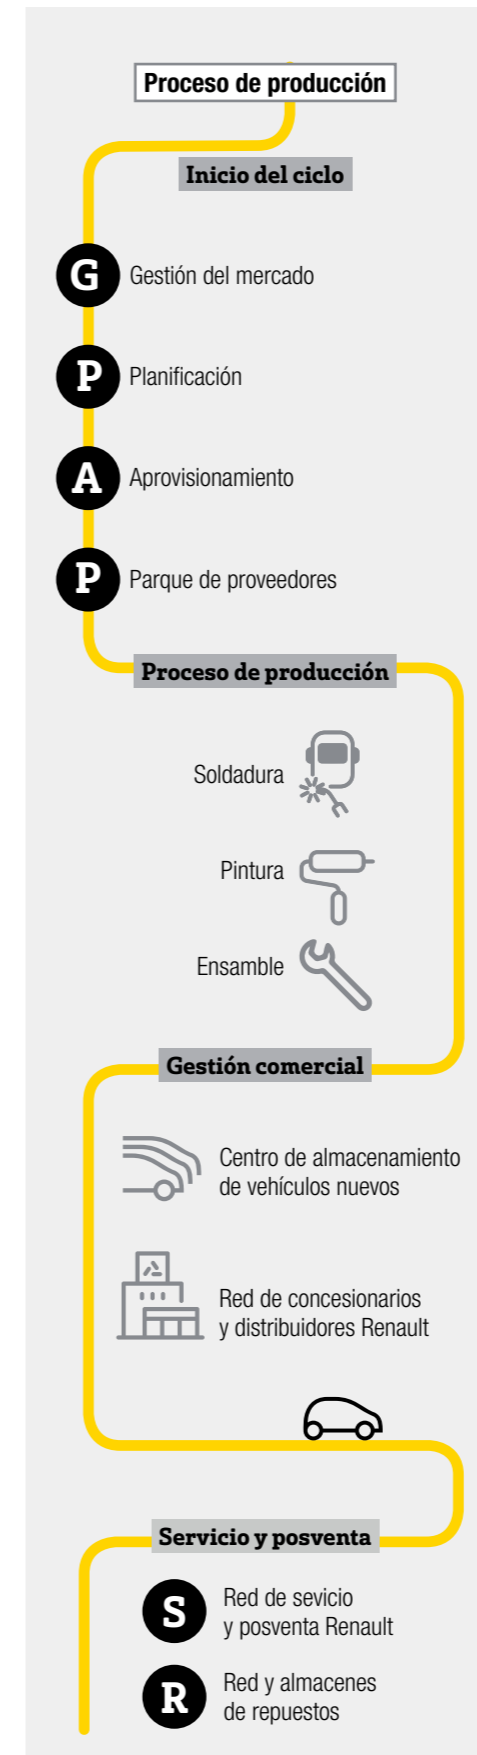 Proceso de producción
Inicio del ciclo
G Gestión del mercado
P Planificación
A Aprovisionamiento
P Parque de proveedores
Proceso de producción
Soldadura
Pintura
Ensamble
Gestión comercial
Centro de almacenamiento
de vehículos nuevos
Red de concesionarios
y distribuidores Renault
Servicio y posventa
S Red de sevicio
y posventa Renault
R Red y almacenes
de repuestos